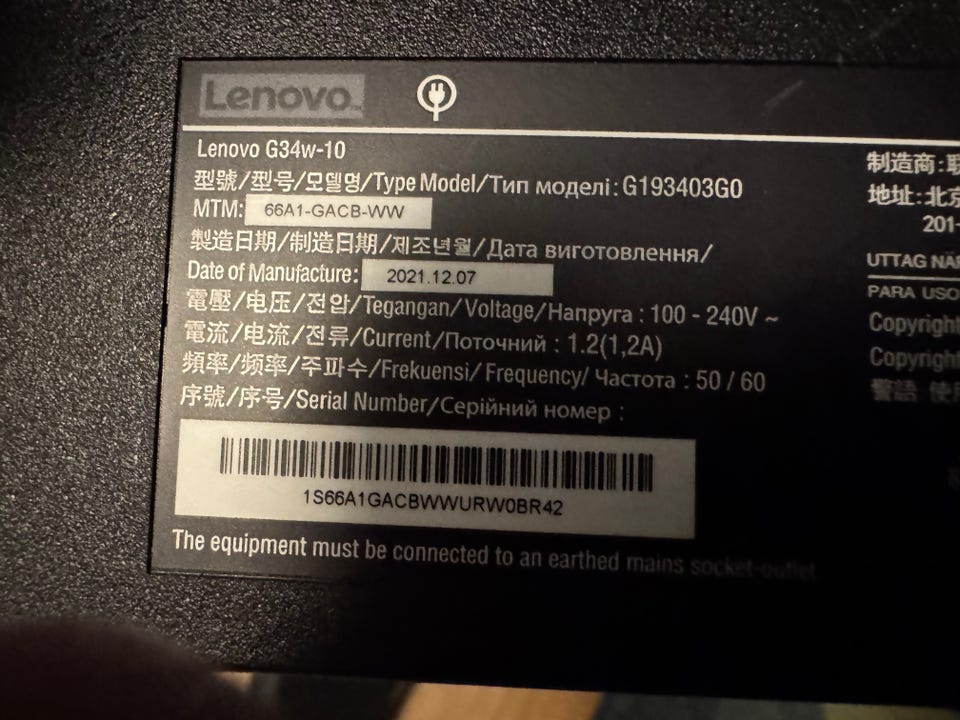 Lenovo
Lenovo G34w-10
型號/型号/모델명/Type Model/Тип моделі:G193403G0
MTM: 66A1-GACB-WW
製造日期/制造日期/제조년월/Дата виготовлення/
Date of Manufacture: 2021.12.07
電壓/电压/전압/Tegangan/Voltage/Напруга : 100 - 240V ~
電流/电流/전류/Current/Поточний : 1.2(1,2A)
頻率/频率/주파수/Frekuensi/Frequency/ Частота : 50 / 60
序號/序号/Serial Number/Серійний номер :
1S66A1GACBWWURW0BR42
The equipment must be connected to an earthed mains socket-outlet
制造商:联
地址:北京
201-
UTTAG NÄ
PARA USO
Copyright
Copyright
警語 使用